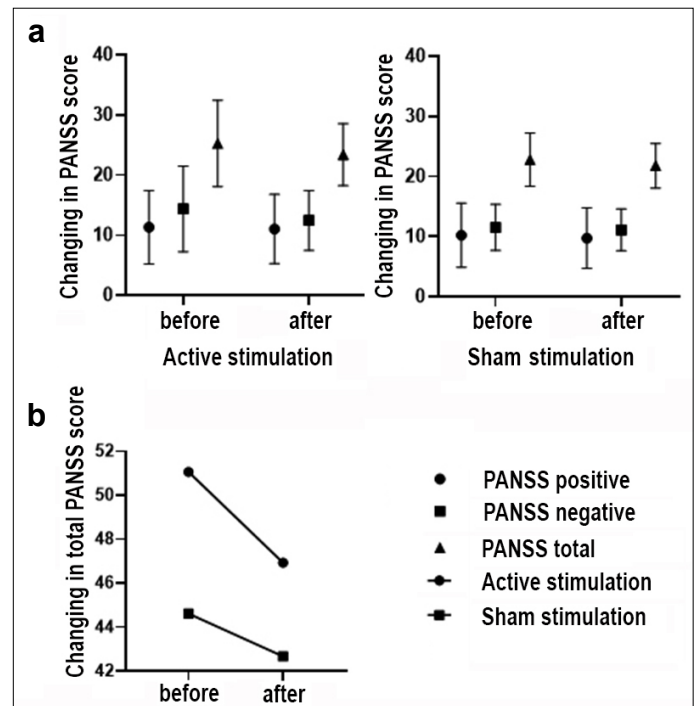 a
Changing in PANSS score
40
30
20
10
0
before after
Active stimulation
Changing in PANSS score
40
30
20
10
0
before after
Sham stimulation
b
Changing in total PANSS score
52
50
48
46
44
42
before after
PANSS positive
PANSS negative
PANSS total
Active stimulation
Sham stimulation